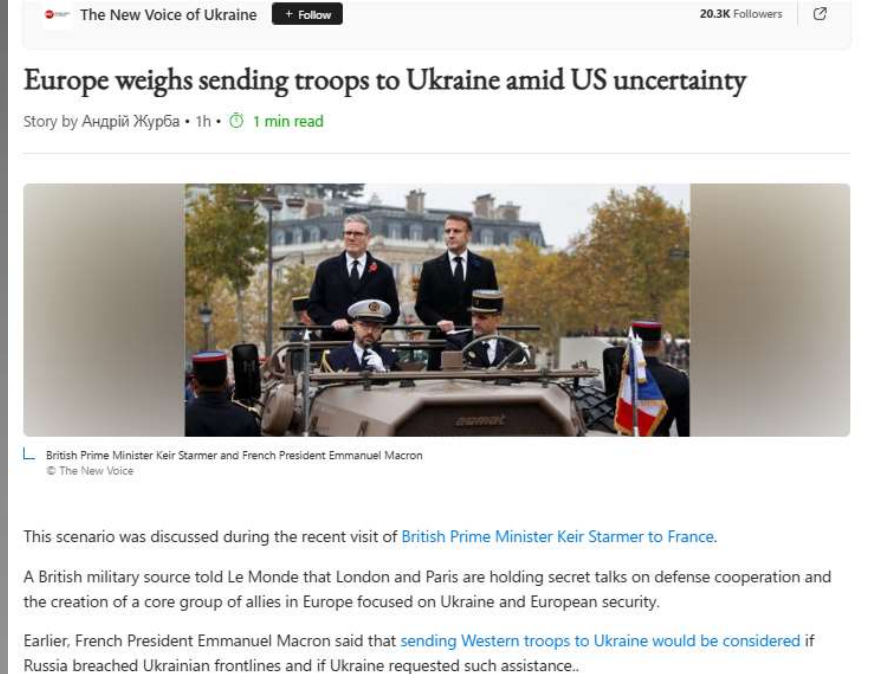 The New Voice of Ukraine
+ Follow
20.3K Followers
Europe weighs sending troops to Ukraine amid US uncertainty
Story by Андрій Журба • 1h • 1 min read
British Prime Minister Keir Starmer and French President Emmanuel Macron
© The New Voice
This scenario was discussed during the recent visit of British Prime Minister Keir Starmer to France.
A British military source told Le Monde that London and Paris are holding secret talks on defense cooperation and
the creation of a core group of allies in Europe focused on Ukraine and European security.
Earlier, French President Emmanuel Macron said that sending Western troops to Ukraine would be considered if
Russia breached Ukrainian frontlines and if Ukraine requested such assistance..